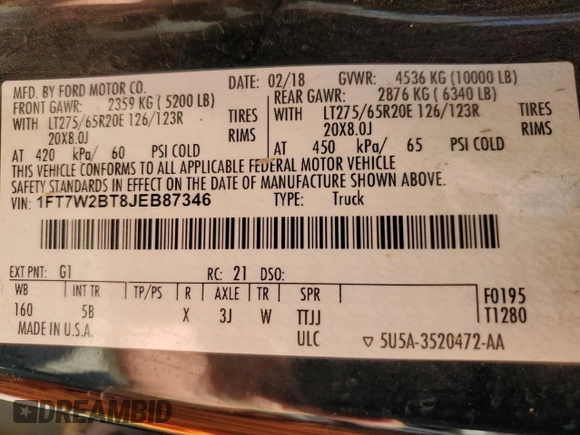 MFD. BY FORD MOTOR CO. DATE: 02/18 GVWR: 4536 KG (10000 LB)
FRONT GAWR: 2359 KG ( 5200 LB) REAR GAWR: 2876 KG ( 6340 LB)
WITH LT275/65R20E 126/123R TIRES WITH LT275/65R20E 126/123R TIRES
20X8.0J RIMS 20X8.0J RIMS
AT 420 kPa/ 60 PSI COLD AT 450 kPa/ 65 PSI COLD
THIS VEHICLE CONFORMS TO ALL APPLICABLE FEDERAL MOTOR VEHICLE
SAFETY STANDARDS IN EFFECT ON THE DATE OF MANUFACTURE SHOWN ABOVE.
VIN: 1FT7W2BT8JEB87346 TYPE: Truck
EXT PNT: G1 RC: 21 DSO:
WB INT TR TP/PS R AXLE TR SPR F0195
160 5B X 3J W TTJJ T1280
MADE IN U.S.A. ULC ▽ 5U5A-3520472-AA
DREAMBID